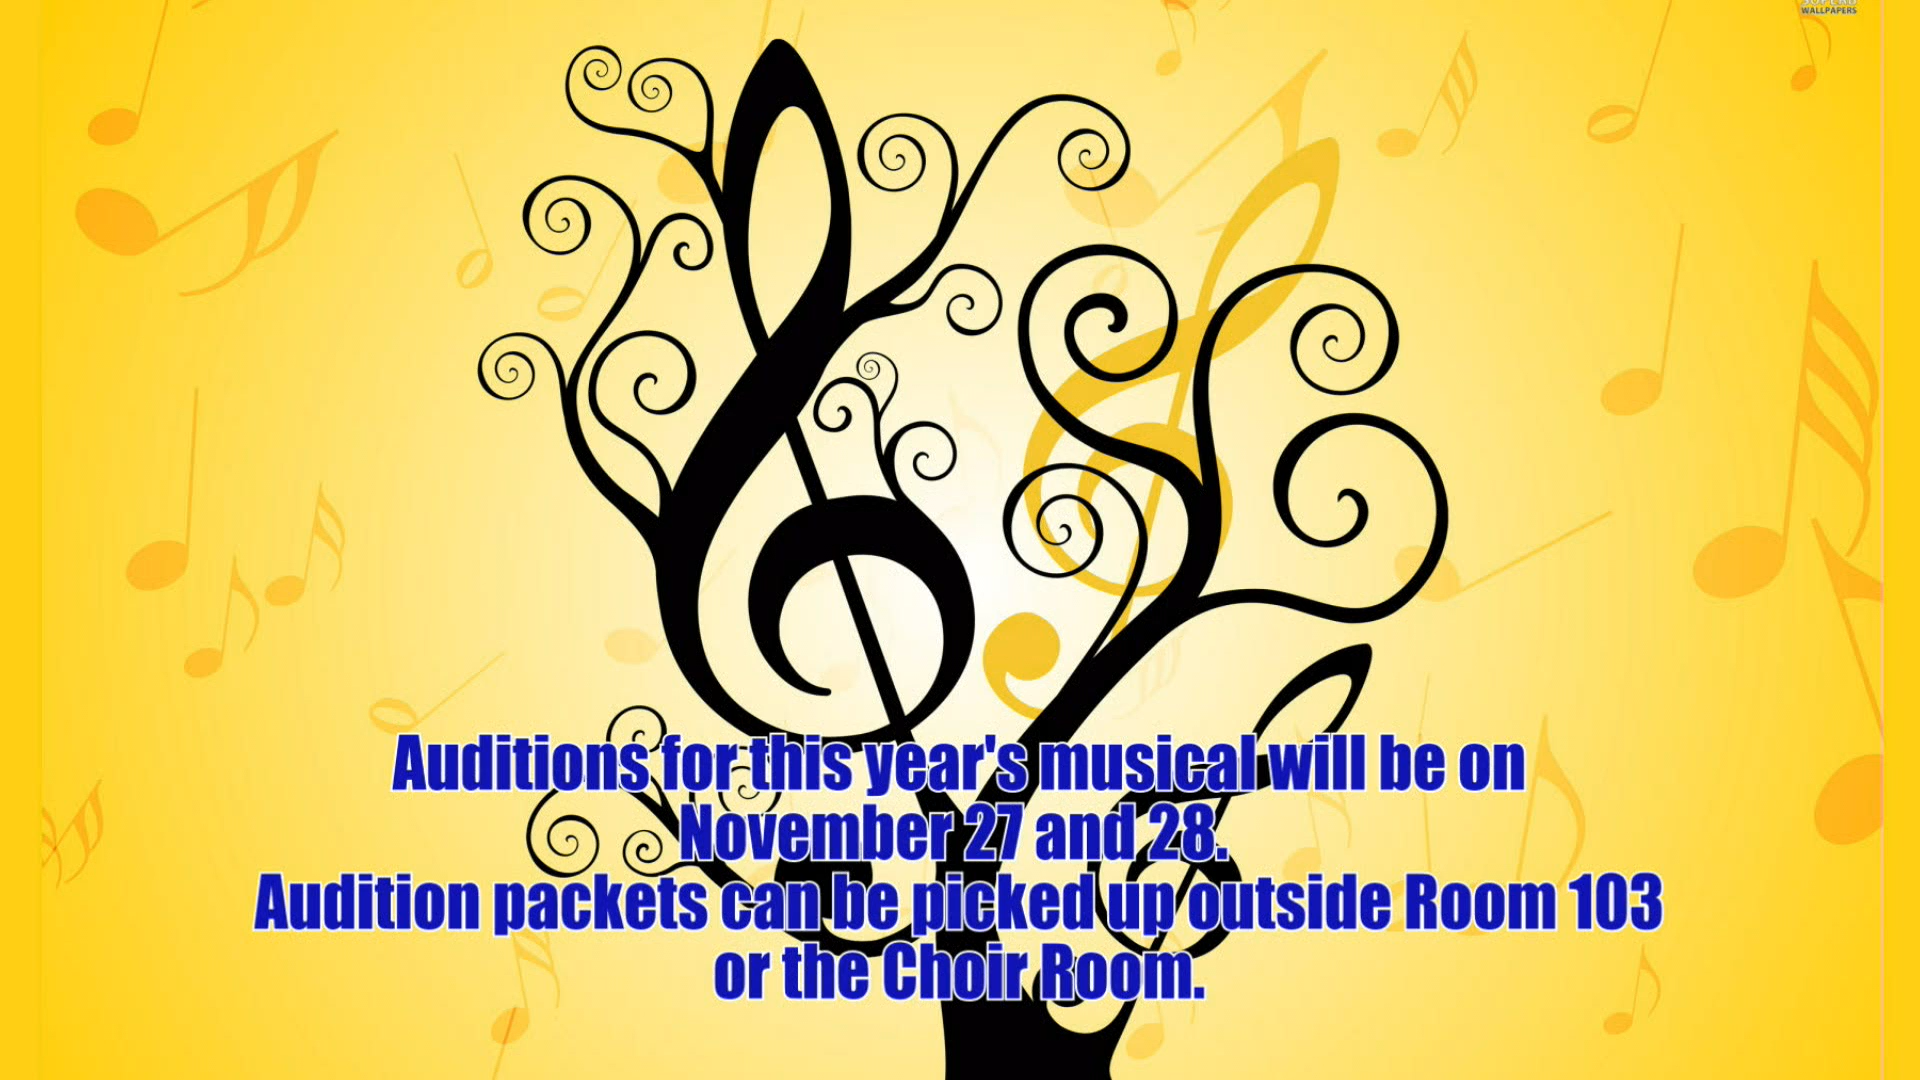 WALLPAPERS
Auditions for this year's musical will be on
November 27 and 28.
Audition packets can be picked up outside Room 103
or the Choir Room.